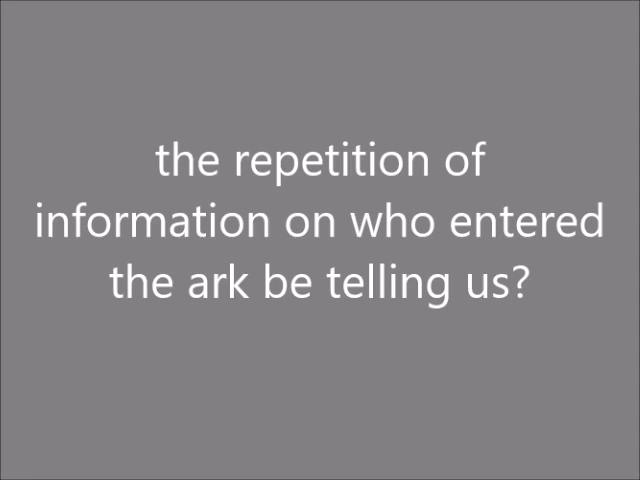 the repetition of
information on who entered
the ark be telling us?